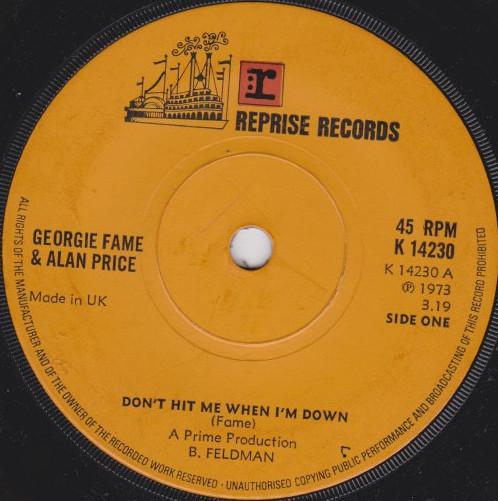 r
REPRISE RECORDS
GEORGIE FAME
& ALAN PRICE
Made in UK
45 RPM
K 14230
K 14230 A
℗ 1973
3.19
SIDE ONE
DON'T HIT ME WHEN I'M DOWN
(Fame)
A Prime Production
B. FELDMAN
ALL RIGHTS OF THE MANUFACTURER AND OF THE OWNER OF THE RECORDED WORK RESERVED - UNAUTHORISED COPYING PUBLIC PERFORMANCE AND BROADCASTING OF THIS RECORD PROHIBITED